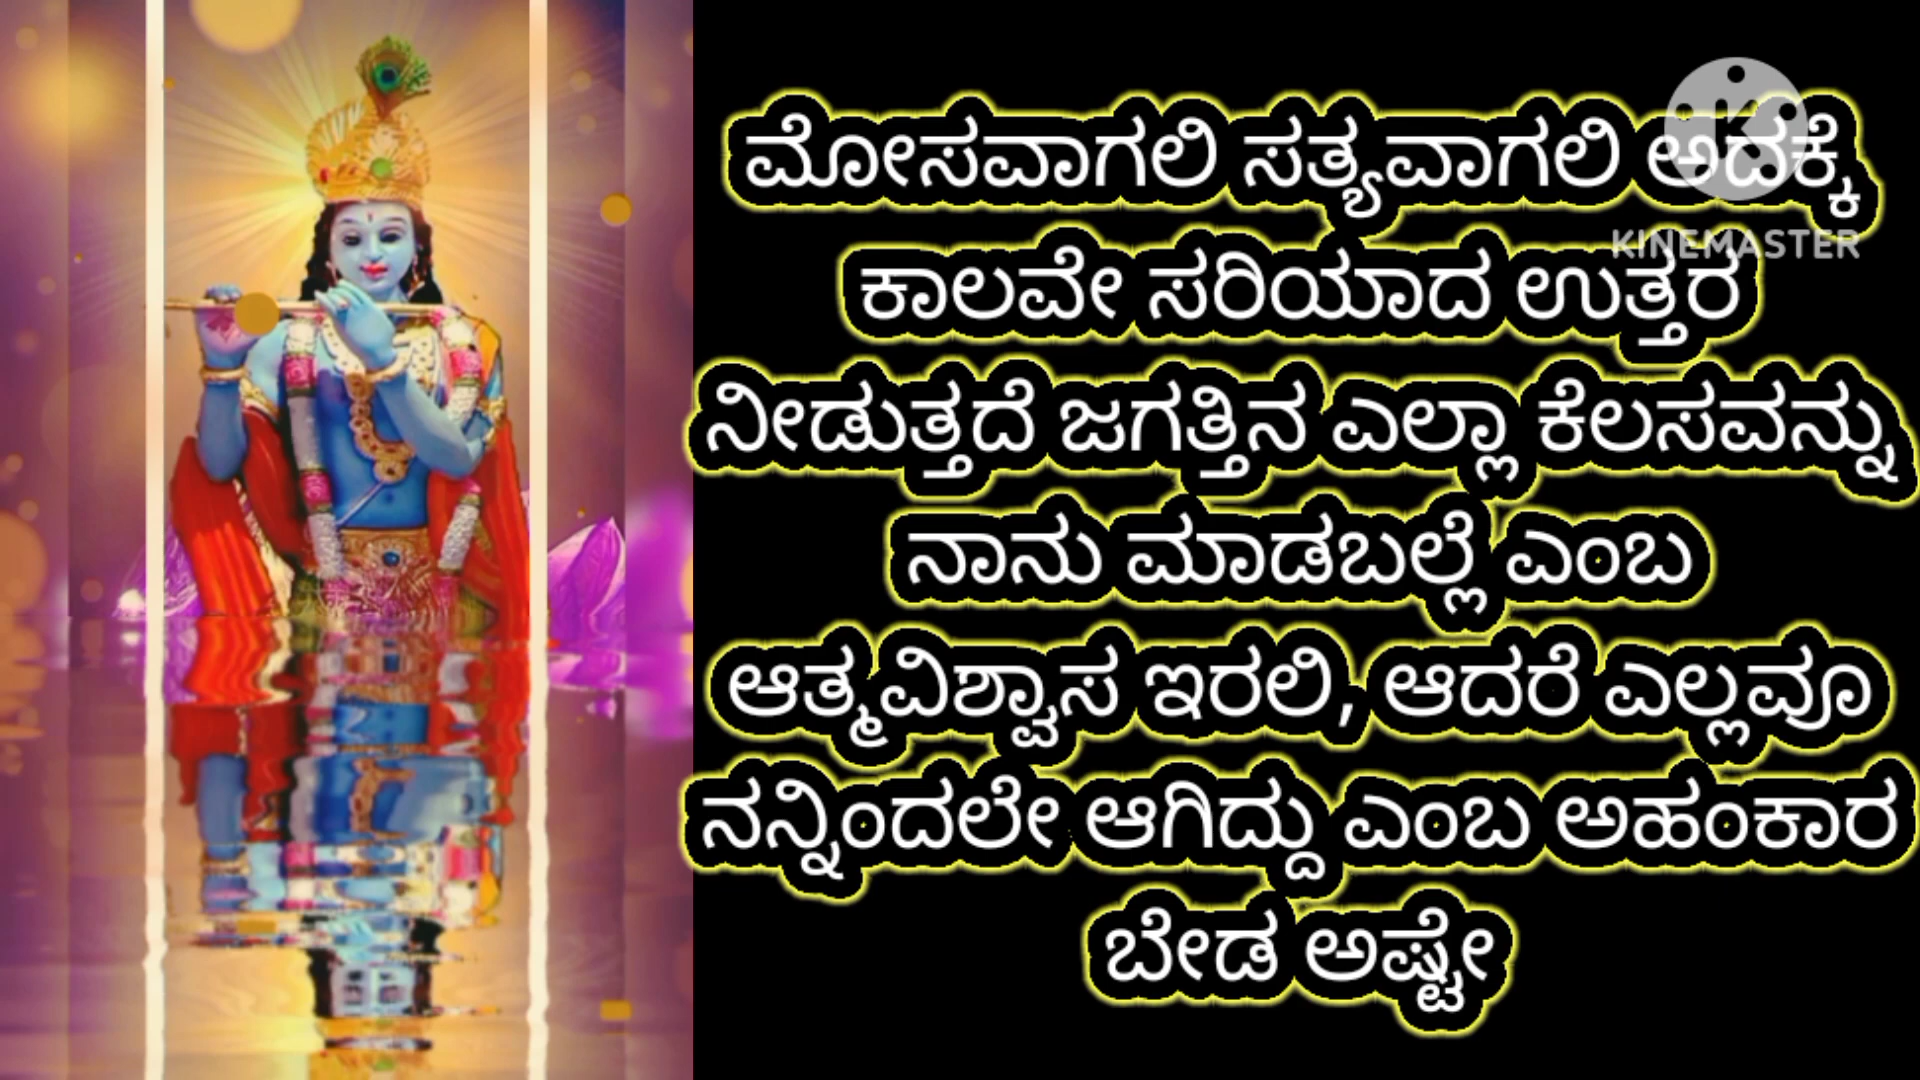 ಮೋಸವಾಗಲಿ ಸತ್ಯವಾಗಲಿ ಅದಕ್ಕೆ
ಕಾಲವೇ ಸರಿಯಾದ ಉತ್ತರ
ನೀಡುತ್ತದೆ ಜಗತ್ತಿನ ಎಲ್ಲಾ ಕೆಲಸವನ್ನು
ನಾನು ಮಾಡಬಲ್ಲೆ ಎಂಬ
ಆತ್ಮವಿಶ್ವಾಸ ಇರಲಿ, ಆದರೆ ಎಲ್ಲವೂ
ನನ್ನಿಂದಲೇ ಆಗಿದ್ದು ಎಂಬ ಅಹಂಕಾರ
ಬೇಡ ಅಷ್ಟೇ
K
KINEMASTER